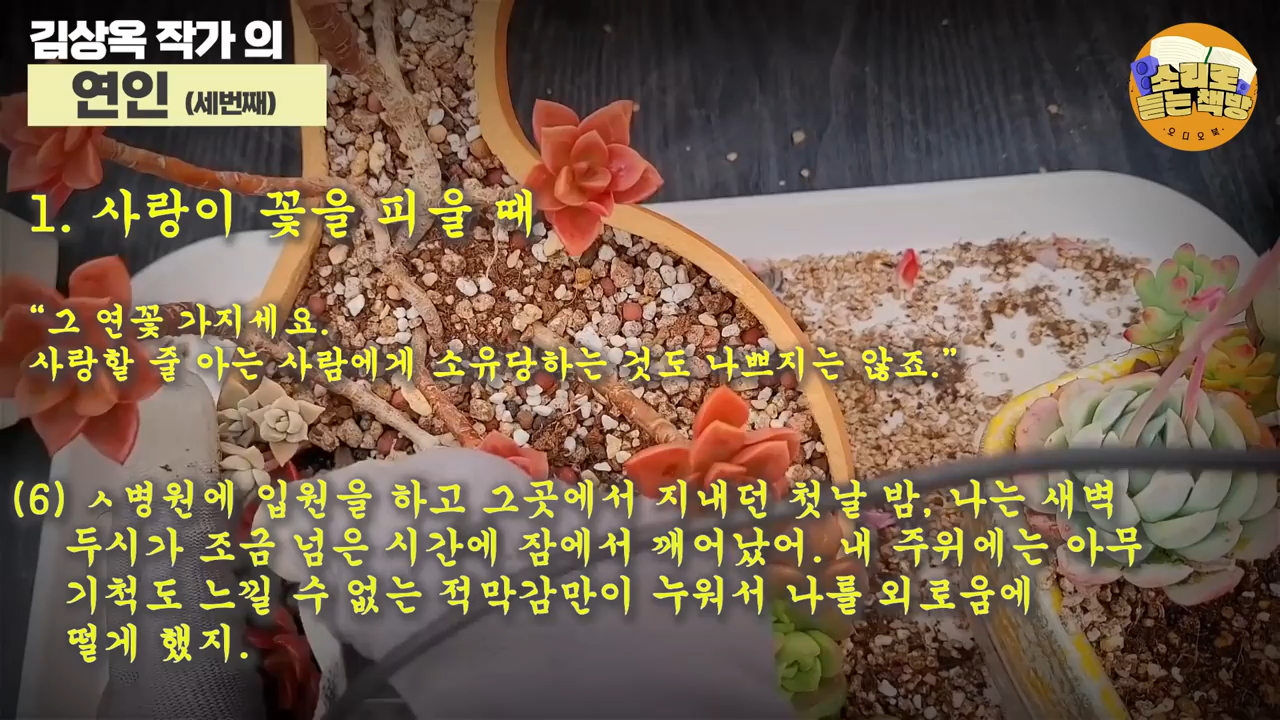 김상옥 작가 의
연인 (세번째)
소리로
듣는 책방
·오디오북·
1. 사랑이 꽃을 피울 때
“그 연꽃 가지세요.
사랑할 줄 아는 사람에게 소유당하는 것도 나쁘지는 않죠.”
(6) ㅅ병원에 입원을 하고 그곳에서 지내던 첫날 밤, 나는 새벽
두시가 조금 넘은 시간에 잠에서 깨어났어. 내 주위에는 아무
기척도 느낄 수 없는 적막감만이 누워서 나를 외로움에
떨게 했지.